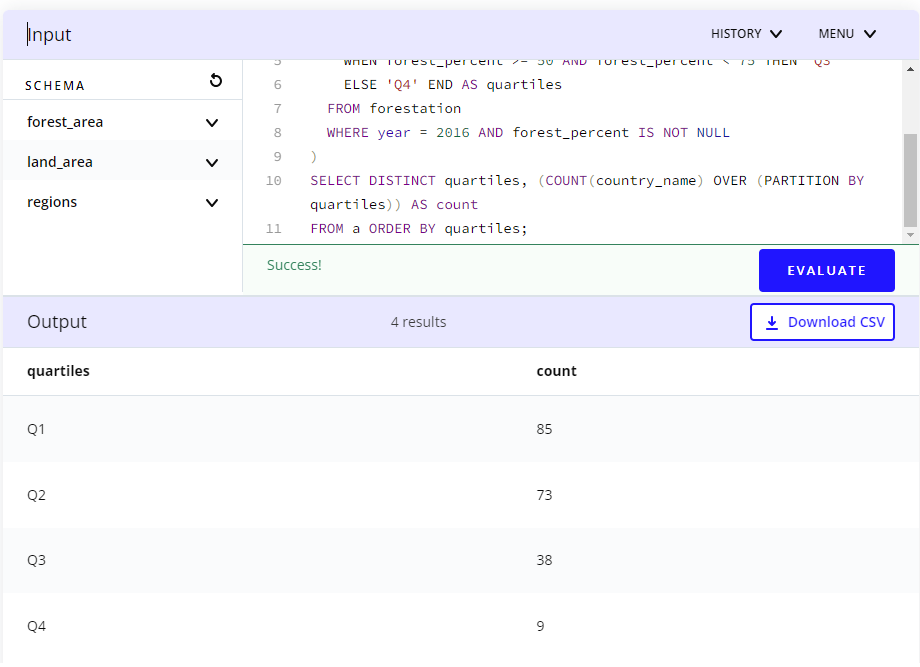 Input
HISTORY
MENU
SCHEMA
forest_area
land_area
regions
5 WHEN forest_percent >= 50 AND forest_percent < 75 THEN 'Q3'
6 ELSE 'Q4' END AS quartiles
7 FROM forestation
8 WHERE year = 2016 AND forest_percent IS NOT NULL
9 )
10 SELECT DISTINCT quartiles, (COUNT(country_name) OVER (PARTITION BY
quartiles)) AS count
11 FROM a ORDER BY quartiles;
Success!
EVALUATE
Output
4 results
Download CSV
quartiles count
Q1 85
Q2 73
Q3 38
Q4 9